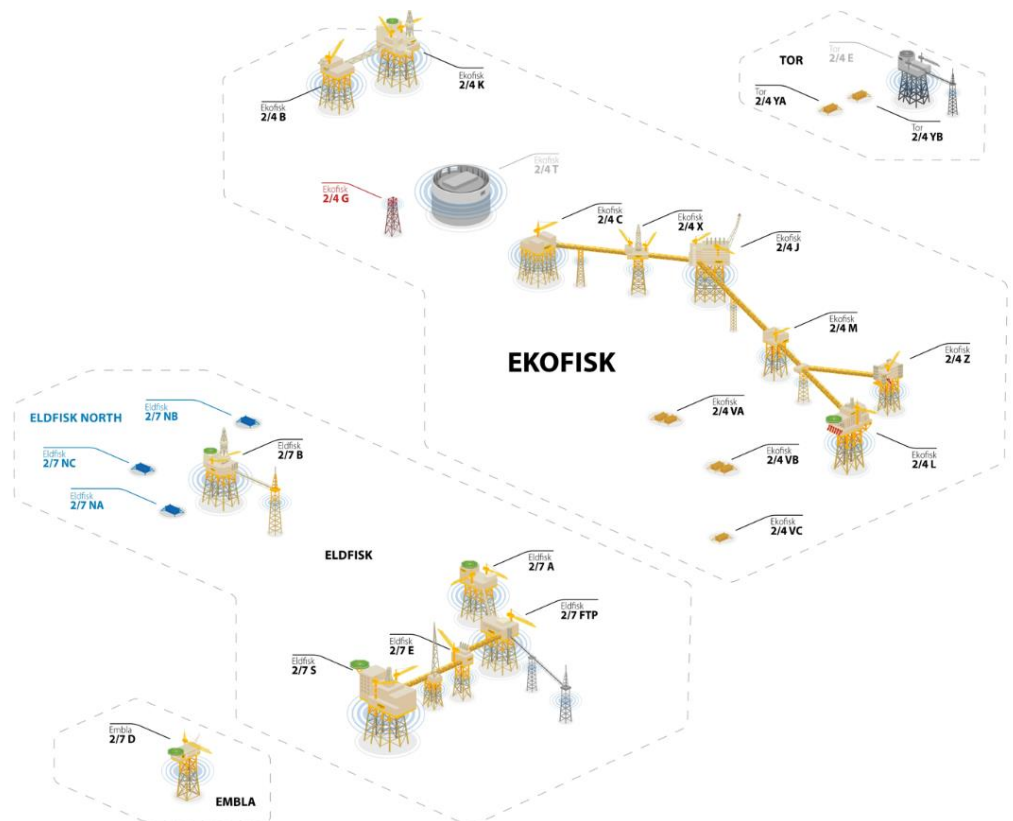 Ekofisk
2/4 B
Ekofisk
2/4 K
TOR
Tor
2/4 E
Tor
2/4 YA
Tor
2/4 YB
Ekofisk
2/4 G
Ekofisk
2/4 T
Ekofisk
2/4 C
Ekofisk
2/4 X
Ekofisk
2/4 J
Ekofisk
2/4 M
Ekofisk
2/4 Z
EKOFISK
Ekofisk
2/4 VA
Ekofisk
2/4 VB
Ekofisk
2/4 L
Ekofisk
2/4 VC
ELDFISK NORTH
Eldfisk
2/7 NB
Eldfisk
2/7 B
Eldfisk
2/7 NC
Eldfisk
2/7 NA
ELDFISK
Eldfisk
2/7 A
Eldfisk
2/7 FTP
Eldfisk
2/7 E
Eldfisk
2/7 S
Embla
2/7 D
EMBLA